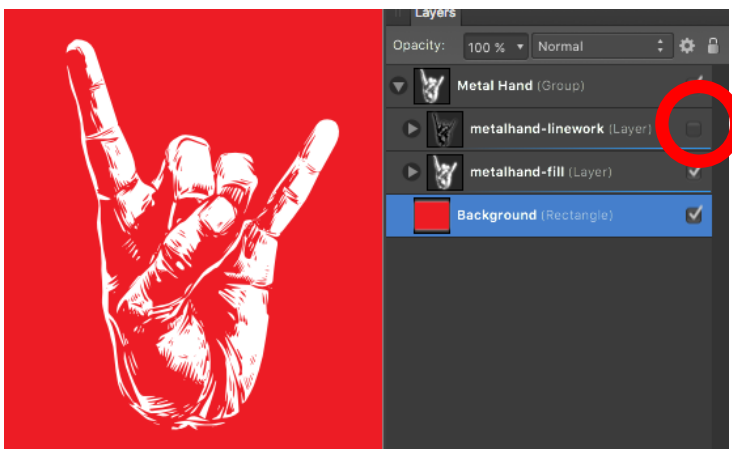 Layers
Opacity: 100 % Normal
Metal Hand (Group)
metalhand-linework (Layer)
metalhand-fill (Layer)
Background (Rectangle)